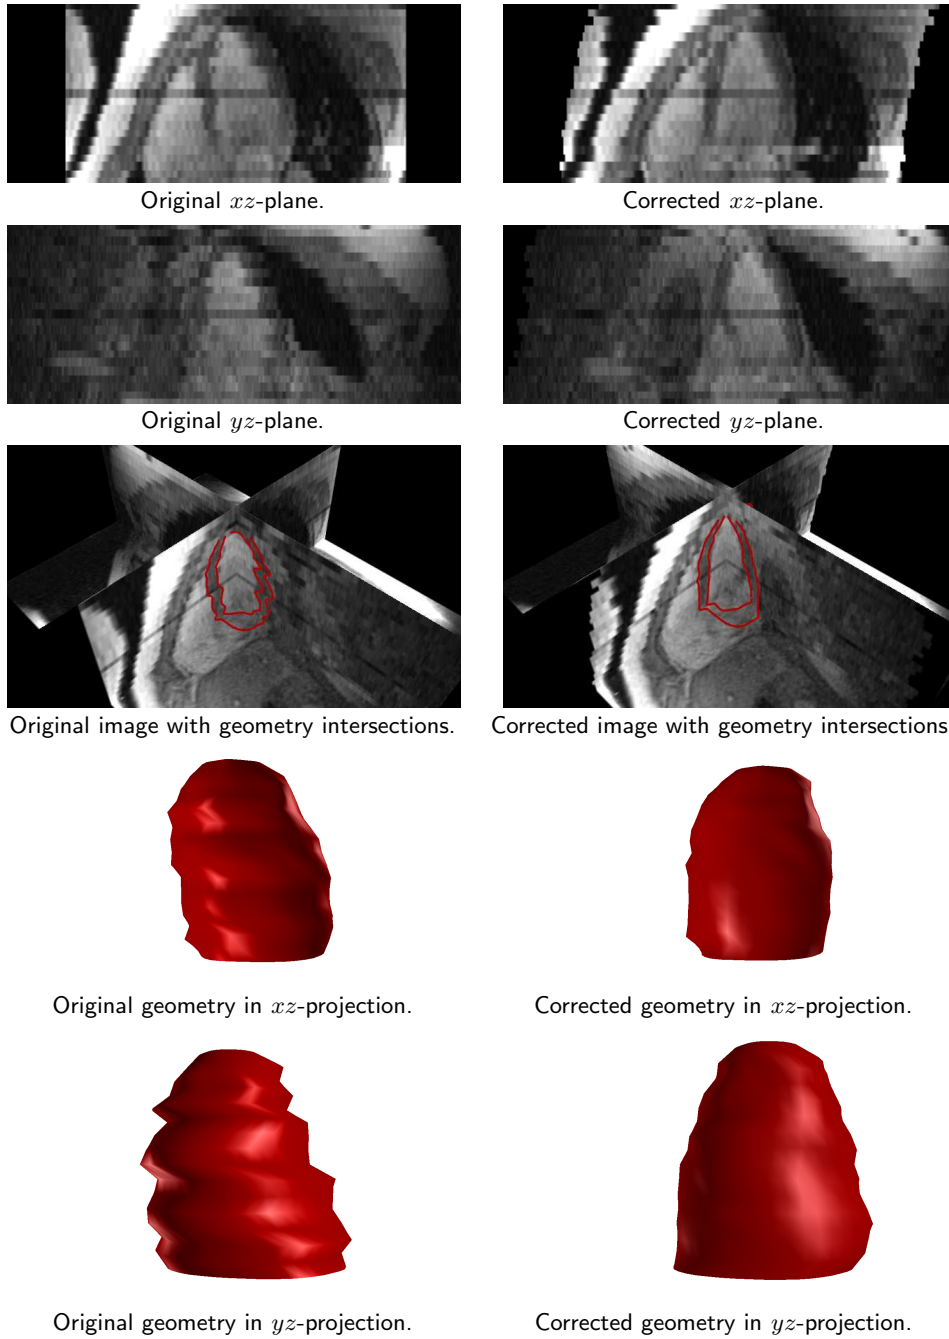 Original xz-plane. Corrected xz-plane.
Original yz-plane. Corrected yz-plane.
Original image with geometry intersections. Corrected image with geometry intersections
Original geometry in xz-projection. Corrected geometry in xz-projection.
Original geometry in yz-projection. Corrected geometry in yz-projection.